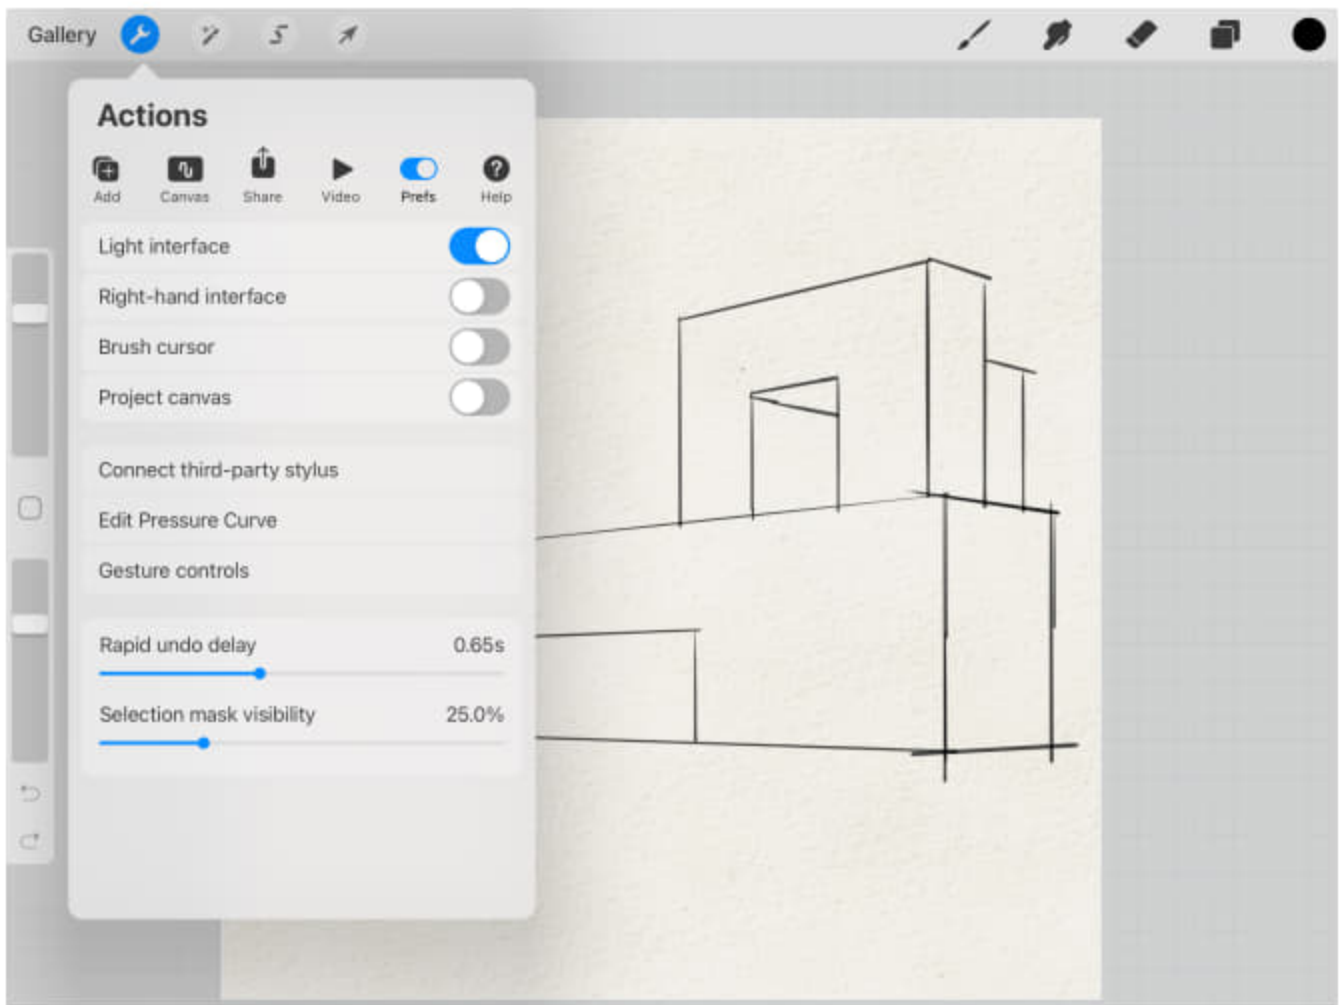 Gallery
Actions
Add Canvas Share Video Prefs Help
Light interface
Right-hand interface
Brush cursor
Project canvas
Connect third-party stylus
Edit Pressure Curve
Gesture controls
Rapid undo delay 0.65s
Selection mask visibility 25.0%